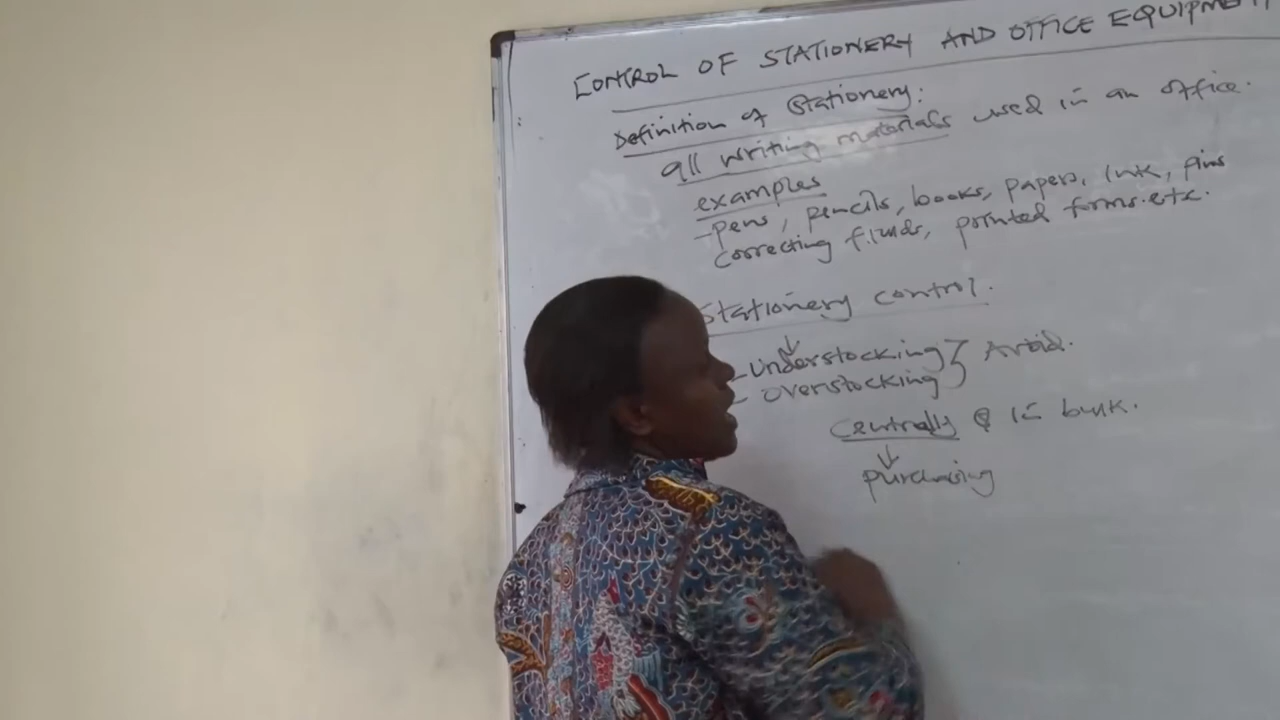 CONTROL OF STATIONERY AND OFFICE EQUIPMENT
Definition of Stationery:
all writing materials used in an office.
examples
- pens, pencils, books, papers, ink, pins
correcting fluids, printed forms.etc.
Stationery control.
- Understocking } Avoid.
- Overstocking
Centrally & in bulk.
purchasing